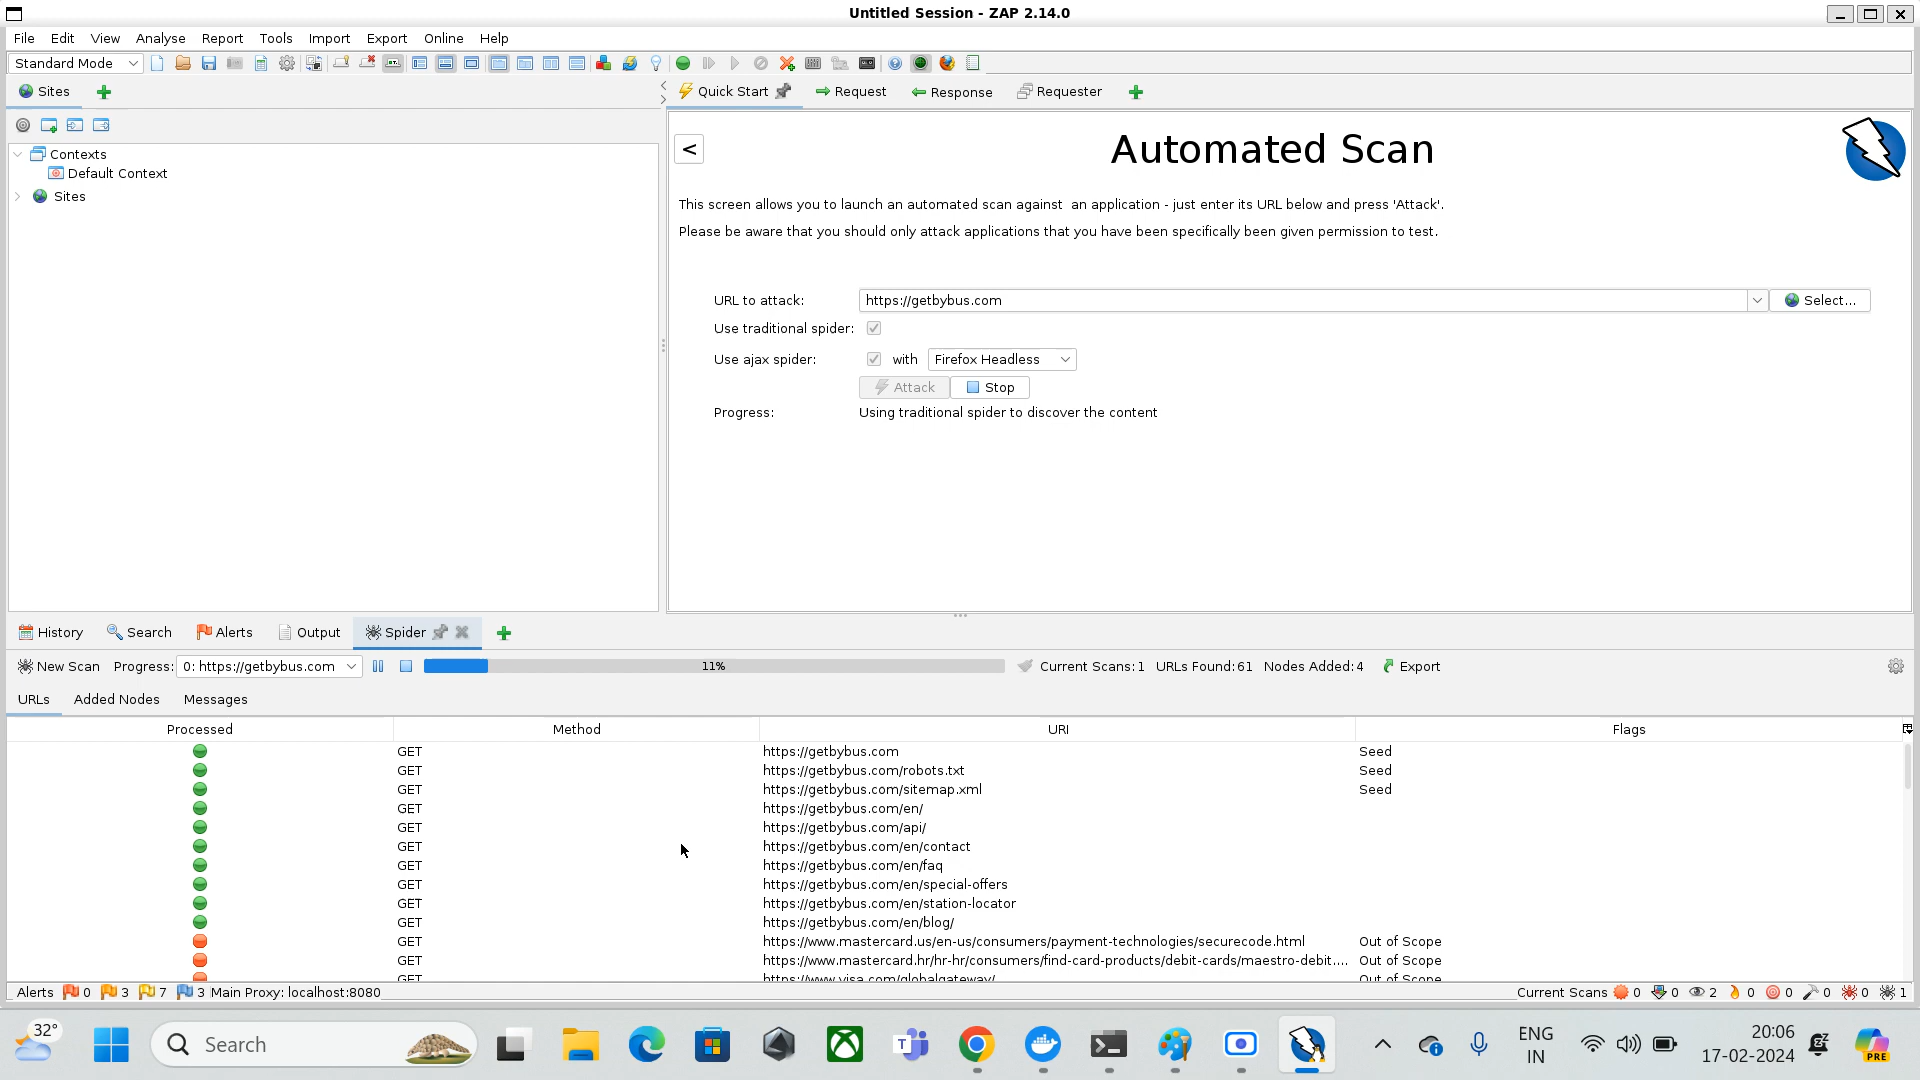 Untitled Session - ZAP 2.14.0
File Edit View Analyse Report Tools Import Export Online Help
Standard Mode
Sites
Quick Start Request Response Requester
Contexts
Default Context
Sites
<
Automated Scan
This screen allows you to launch an automated scan against  an application - just enter its URL below and press 'Attack'.
Please be aware that you should only attack applications that you have been specifically been given permission to test.
URL to attack: https://getbybus.com Select...
Use traditional spider:
Use ajax spider: with Firefox Headless
Attack Stop
Progress: Using traditional spider to discover the content
History Search Alerts Output Spider
New Scan Progress: 0: https://getbybus.com 11% Current Scans:1 URLs Found:61 Nodes Added:4 Export
URLs Added Nodes Messages
Processed Method URI Flags
GET https://getbybus.com Seed
GET https://getbybus.com/robots.txt Seed
GET https://getbybus.com/sitemap.xml Seed
GET https://getbybus.com/en/
GET https://getbybus.com/api/
GET https://getbybus.com/en/contact
GET https://getbybus.com/en/faq
GET https://getbybus.com/en/special-offers
GET https://getbybus.com/en/station-locator
GET https://getbybus.com/en/blog/
GET https://www.mastercard.us/en-us/consumers/payment-technologies/securecode.html Out of Scope
GET https://www.mastercard.hr/hr-hr/consumers/find-card-products/debit-cards/maestro-debit.... Out of Scope
GET https://www.visa.com/globalgateway/ Out of Scope
Alerts 0 3 7 3 Main Proxy: localhost:8080 Current Scans 0 0 2 0 0 0 0 1
32° Search ENG 20:06
IN 17-02-2024 PRE